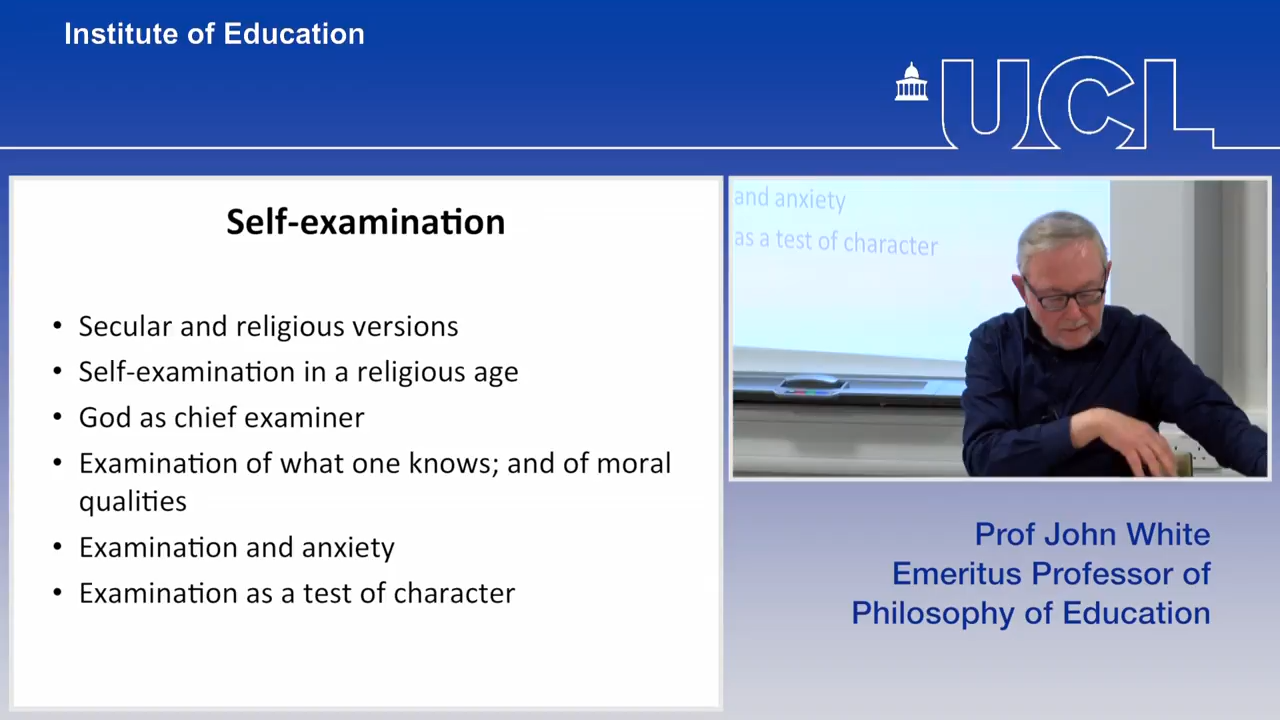 Institute of Education
UCL
Self-examination
• Secular and religious versions
• Self-examination in a religious age
• God as chief examiner
• Examination of what one knows; and of moral
qualities
• Examination and anxiety
• Examination as a test of character
and anxiety
as a test of character
Prof John White
Emeritus Professor of
Philosophy of Education